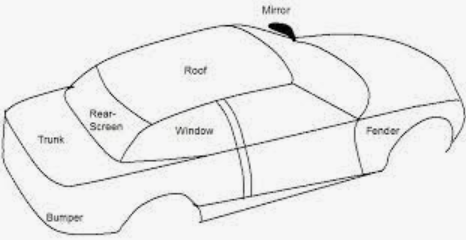 Mirror
Roof
Rear-
Screen
Window
Trunk
Fender
Bumper